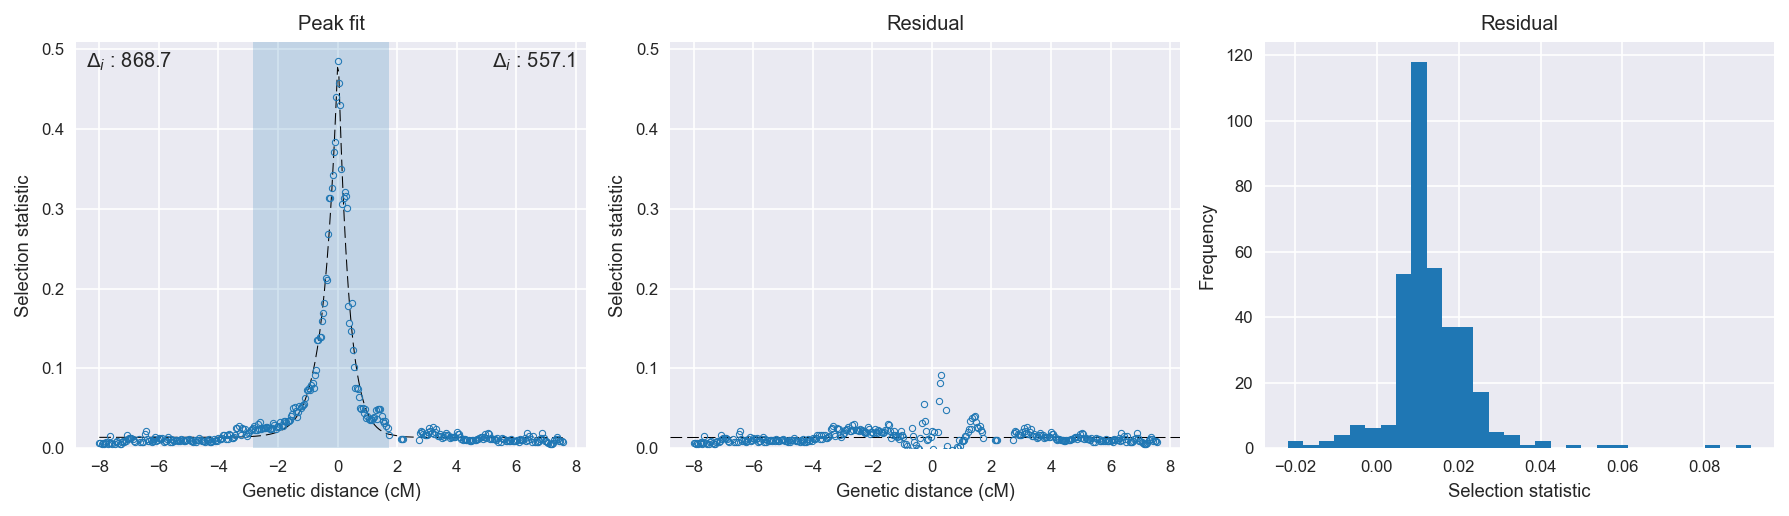 Peak fit
Δi : 868.7
Δi : 557.1
0.5
0.4
0.3
0.2
0.1
0.0
Selection statistic
−8 −6 −4 −2 0 2 4 6 8
Genetic distance (cM)
Residual
0.5
0.4
0.3
0.2
0.1
0.0
Selection statistic
−8 −6 −4 −2 0 2 4 6 8
Genetic distance (cM)
Residual
120
100
80
60
40
20
0
Frequency
−0.02 0.00 0.02 0.04 0.06 0.08
Selection statistic